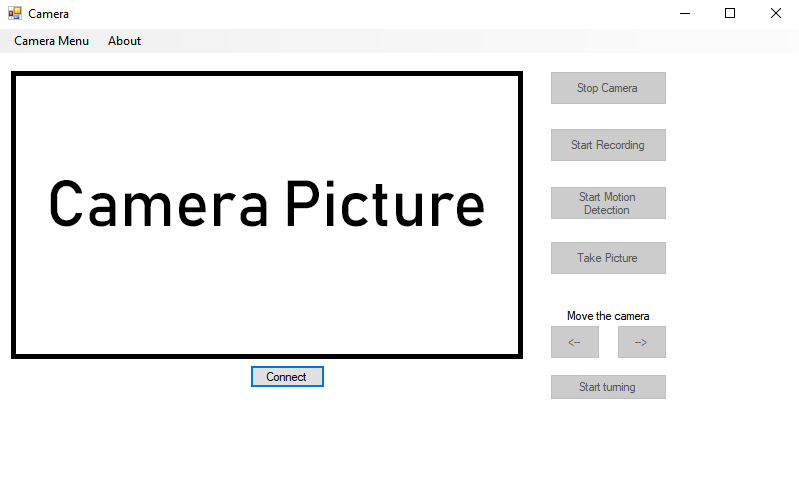 Camera
Camera Menu About
Camera Picture
Connect
Stop Camera
Start Recording
Start Motion
Detection
Take Picture
Move the camera
<-- -->
Start turning